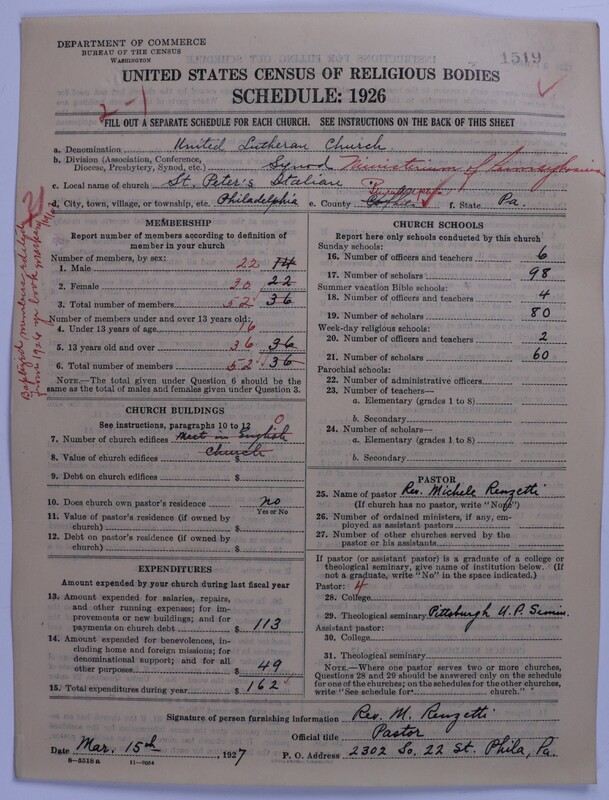 DEPARTMENT OF COMMERCE
BUREAU OF THE CENSUS
WASHINGTON
1519
UNITED STATES CENSUS OF RELIGIOUS BODIES
SCHEDULE: 1926
2-1
FILL OUT A SEPARATE SCHEDULE FOR EACH CHURCH. SEE INSTRUCTIONS ON THE BACK OF THIS SHEET
a. Denomination United Lutheran Church
b. Division (Association, Conference, Diocese, Presbytery, Synod, etc.) Synod Ministerium of Pennsylvania
c. Local name of church St. Peter's Italian
d. City, town, village, or township, etc. Philadelphia e. County Philadelphia f. State Pa.
MEMBERSHIP
Report number of members according to definition of
member in your church
Number of members, by sex:
1. Male 22 14
2. Female 30 22
3. Total number of members 52 36
Number of members under and over 13 years old:
4. Under 13 years of age 16
5. 13 years old and over 36 36
6. Total number of members 52 36
NOTE.—The total given under Question 6 should be
the same as the total of males and females given under Question 3.
Baptized members
from 1926 yr book
CHURCH BUILDINGS
See instructions, paragraphs 10 to 12
7. Number of church edifices Meet in English 0
8. Value of church edifices $ church
9. Debt on church edifices $
10. Does church own pastor's residence no
Yes or No
11. Value of pastor's residence (if owned by
church) $
12. Debt on pastor's residence (if owned by
church) $
EXPENDITURES
Amount expended by your church during last fiscal year
13. Amount expended for salaries, repairs,
and other running expenses; for im-
provements or new buildings; and for
payments on church debt $ 113
14. Amount expended for benevolences, in-
cluding home and foreign missions; for
denominational support; and for all
other purposes $ 49
15. Total expenditures during year $ 162
CHURCH SCHOOLS
Report here only schools conducted by this church
Sunday schools:
16. Number of officers and teachers 6
17. Number of scholars 98
Summer vacation Bible schools:
18. Number of officers and teachers 4
19. Number of scholars 80
Week-day religious schools:
20. Number of officers and teachers 2
21. Number of scholars 60
Parochial schools:
22. Number of administrative officers
23. Number of teachers—
a. Elementary (grades 1 to 8)
b. Secondary
24. Number of scholars—
a. Elementary (grades 1 to 8)
b. Secondary
PASTOR
25. Name of pastor Rev. Michele Renzetti
(If church has no pastor, write "None")
26. Number of ordained ministers, if any, em-
ployed as assistant pastors
27. Number of other churches served by the
pastor or his assistants
If pastor (or assistant pastor) is a graduate of a college or
theological seminary, give name of institution below. (If
not a graduate, write "No" in the space indicated.)
Pastor: 4
28. College
29. Theological seminary Pittsburgh U.P. Semin.
Assistant pastor:
30. College
31. Theological seminary
NOTE.—Where one pastor serves two or more churches,
Questions 28 and 29 should be answered only on the schedule
for one of the churches; on the schedules for the other churches,
write "See schedule for church."
Signature of person furnishing information Rev. M. Renzetti
Official title Pastor
Date Mar. 15th, 1927 P. O. Address 2302 So. 22 St. Phila, Pa.
8—5518 a 11—9054